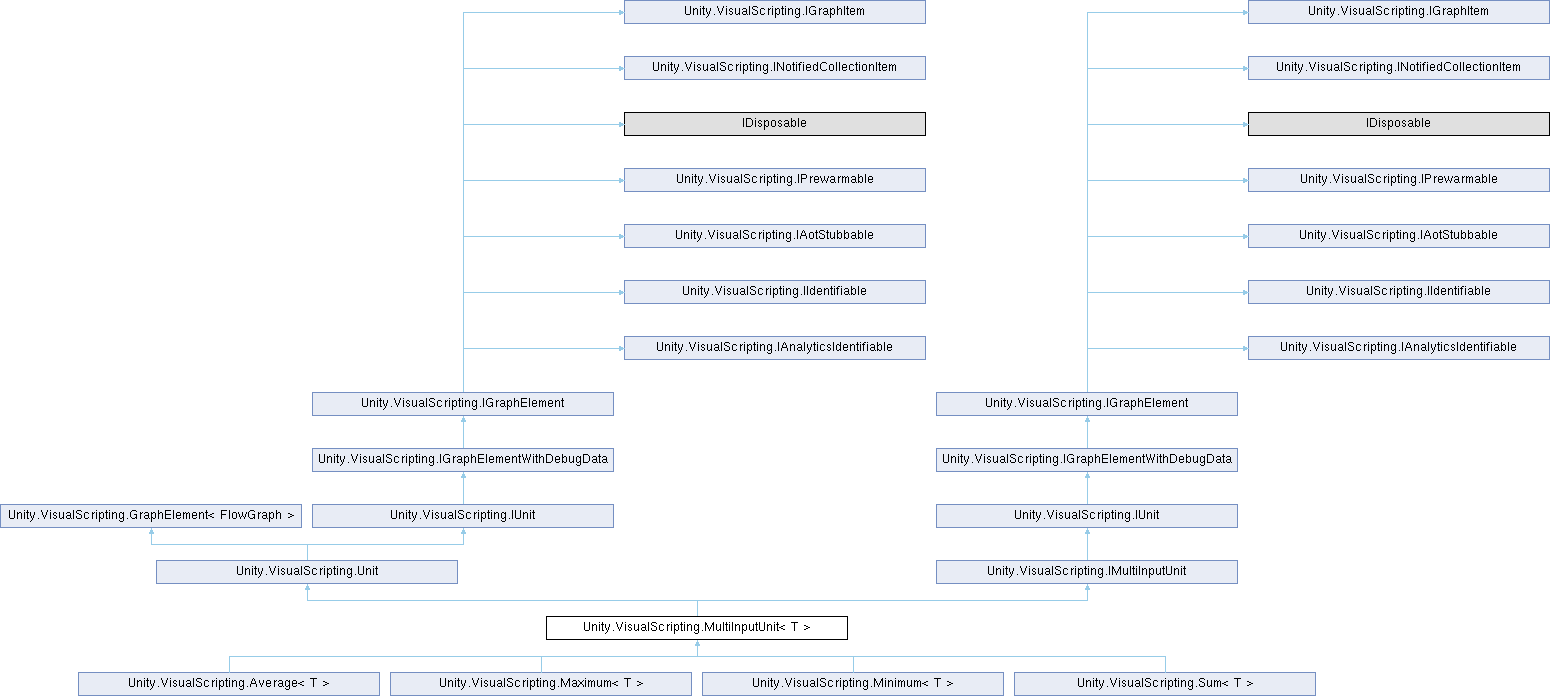 Unity.VisualScripting.IGraphItem
Unity.VisualScripting.IGraphItem
Unity.VisualScripting.INotifiedCollectionItem
Unity.VisualScripting.INotifiedCollectionItem
IDisposable
IDisposable
Unity.VisualScripting.IPrewarmable
Unity.VisualScripting.IPrewarmable
Unity.VisualScripting.IAotStubbable
Unity.VisualScripting.IAotStubbable
Unity.VisualScripting.IIdentifiable
Unity.VisualScripting.IIdentifiable
Unity.VisualScripting.IAnalyticsIdentifiable
Unity.VisualScripting.IAnalyticsIdentifiable
Unity.VisualScripting.IGraphElement
Unity.VisualScripting.IGraphElement
Unity.VisualScripting.IGraphElementWithDebugData
Unity.VisualScripting.IGraphElementWithDebugData
Unity.VisualScripting.GraphElement< FlowGraph >
Unity.VisualScripting.IUnit
Unity.VisualScripting.IUnit
Unity.VisualScripting.Unit
Unity.VisualScripting.IMultiInputUnit
Unity.VisualScripting.MultiInputUnit< T >
Unity.VisualScripting.Average< T >
Unity.VisualScripting.Maximum< T >
Unity.VisualScripting.Minimum< T >
Unity.VisualScripting.Sum< T >